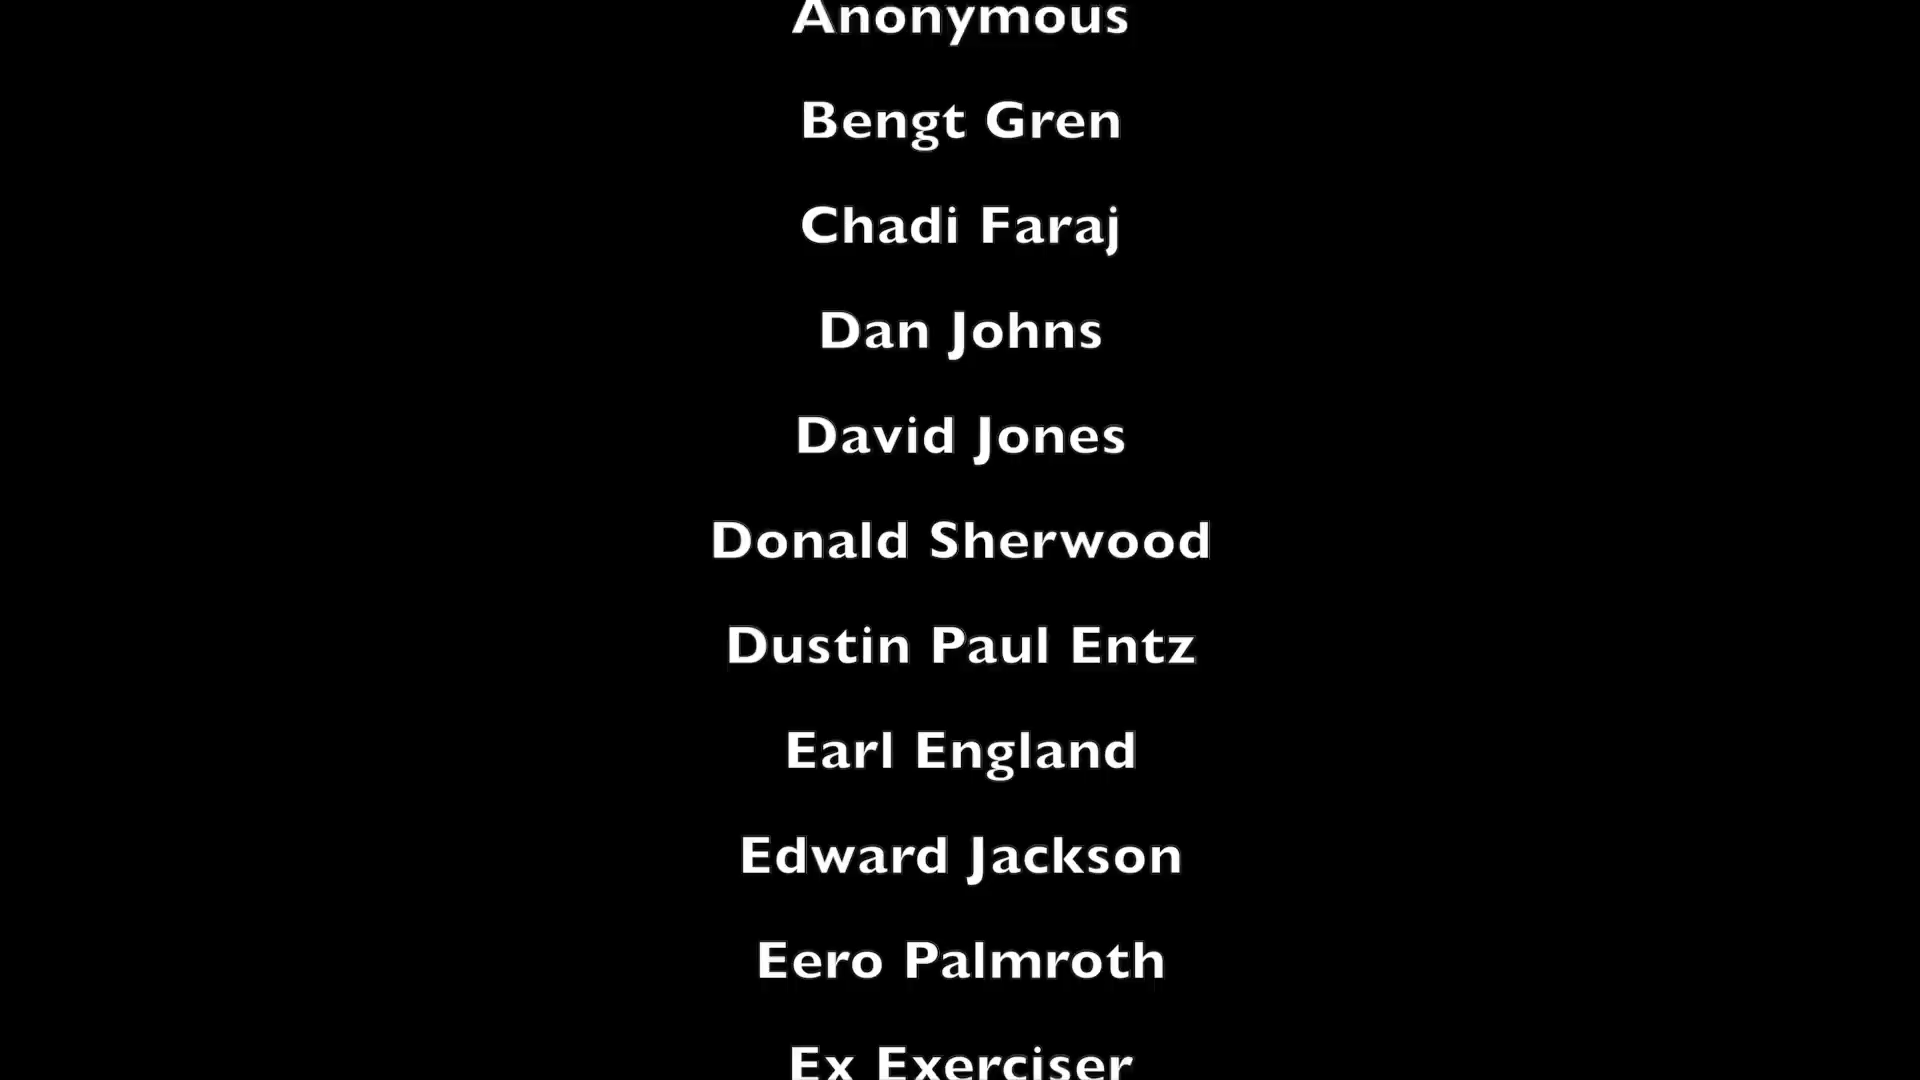 Anonymous
Bengt Gren
Chadi Faraj
Dan Johns
David Jones
Donald Sherwood
Dustin Paul Entz
Earl England
Edward Jackson
Eero Palmroth
Ex Exerciser